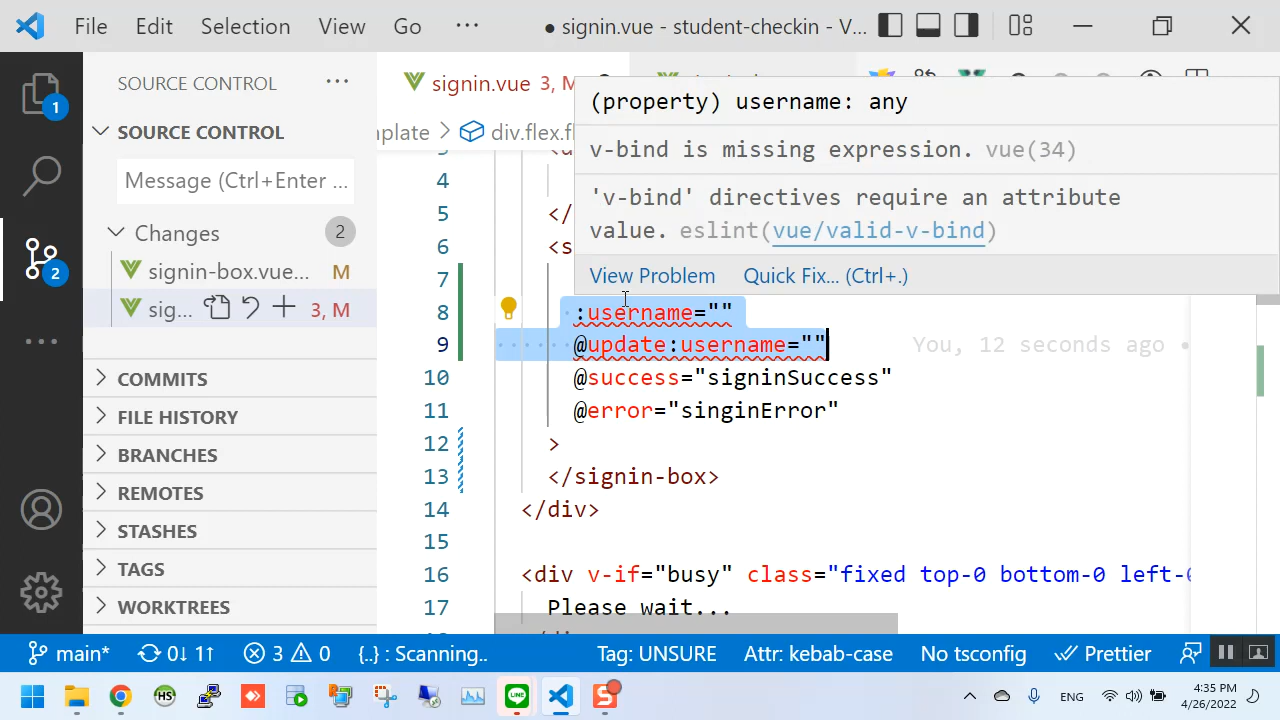 File Edit Selection View Go ··· ● signin.vue - student-checkin - V...
SOURCE CONTROL ···
SOURCE CONTROL
Message (Ctrl+Enter ...
Changes 2
signin-box.vue... M
sig... 3, M
COMMITS
FILE HISTORY
BRANCHES
REMOTES
STASHES
TAGS
WORKTREES
1
2
signin.vue 3, M
plate > div.flex.f
(property) username: any
v-bind is missing expression. vue(34)
'v-bind' directives require an attribute
value. eslint(vue/valid-v-bind)
View Problem Quick Fix... (Ctrl+.)
4
5 </
6 <s
7
8 :username=""
9 @update:username="" You, 12 seconds ago •
10 @success="signinSuccess"
11 @error="singinError"
12 >
13 </signin-box>
14 </div>
15
16 <div v-if="busy" class="fixed top-0 bottom-0 left-0
17 Please wait...
main* 0↓ 1↑ 3 0 {..} : Scanning.. Tag: UNSURE Attr: kebab-case No tsconfig Prettier
HS LINE S ENG 4:35 PM
4/26/2022